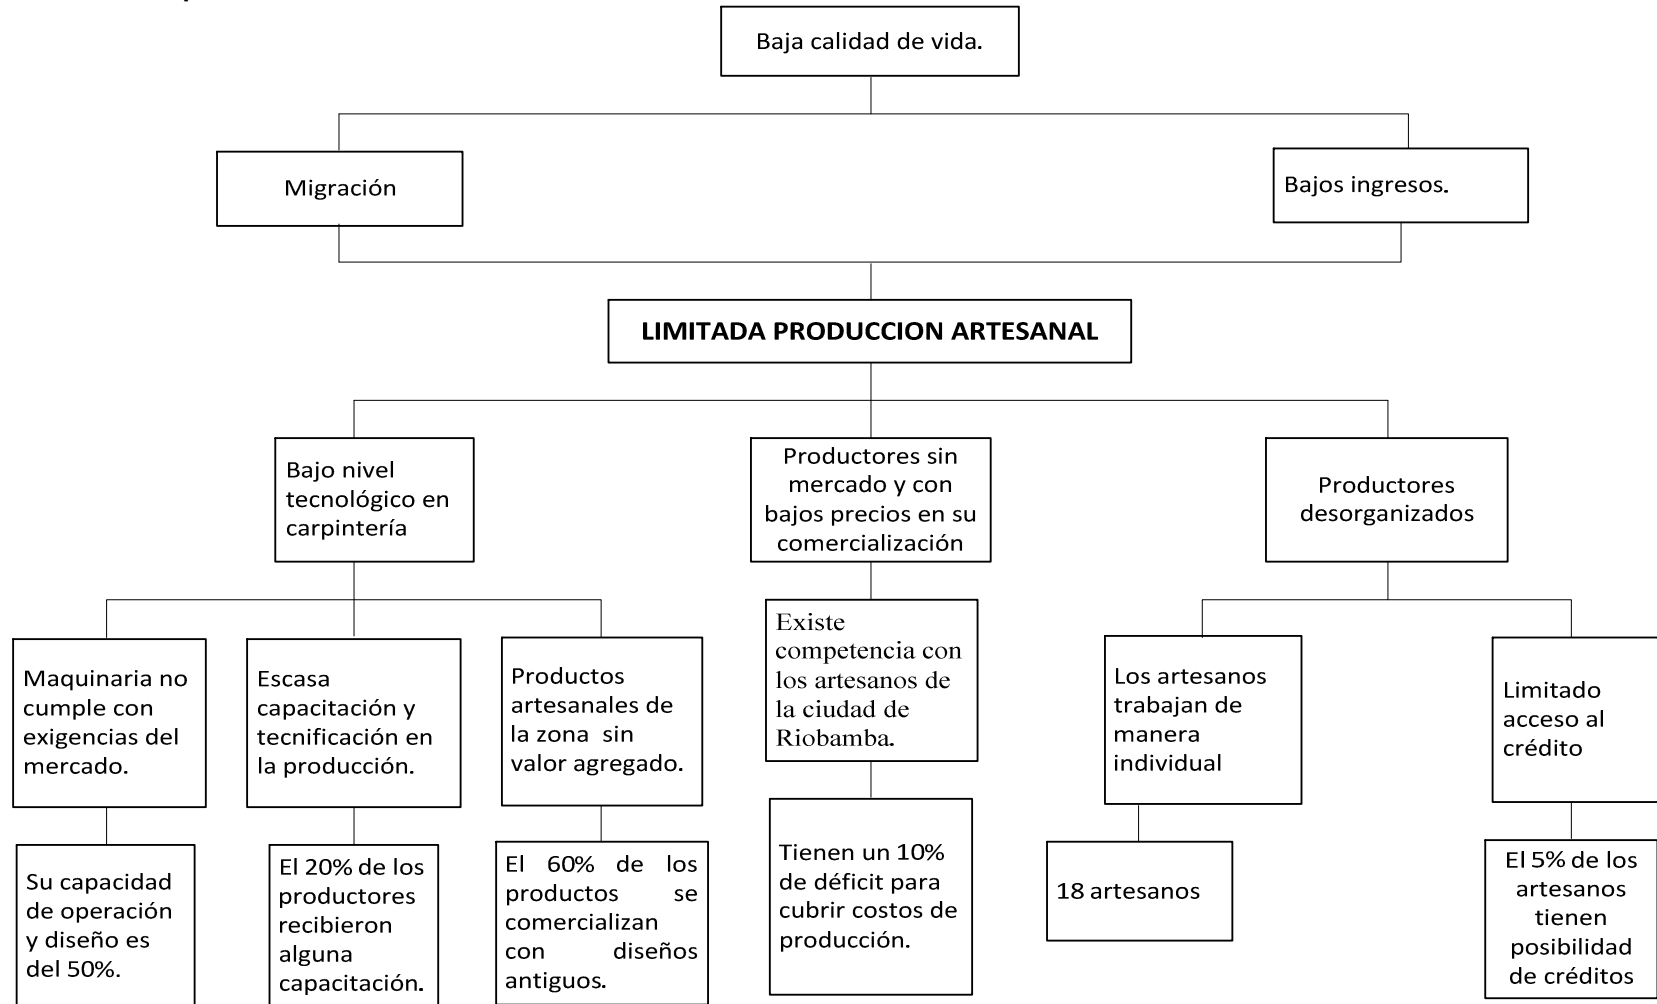 Baja calidad de vida.
Migración
Bajos ingresos.
LIMITADA PRODUCCION ARTESANAL
Bajo nivel
tecnológico en
carpintería
Productores sin
mercado y con
bajos precios en su
comercialización
Productores
desorganizados
Maquinaria no
cumple con
exigencias del
mercado.
Escasa
capacitación y
tecnificación en
la producción.
Productos
artesanales de
la zona sin
valor agregado.
Existe
competencia con
los artesanos de
la ciudad de
Riobamba.
Los artesanos
trabajan de
manera
individual
Limitado
acceso al
crédito
Su capacidad
de operación
y diseño es
del 50%.
El 20% de los
productores
recibieron
alguna
capacitación.
El 60% de los
productos se
comercializan
con diseños
antiguos.
Tienen un 10%
de déficit para
cubrir costos de
producción.
18 artesanos
El 5% de los
artesanos
tienen
posibilidad
de créditos